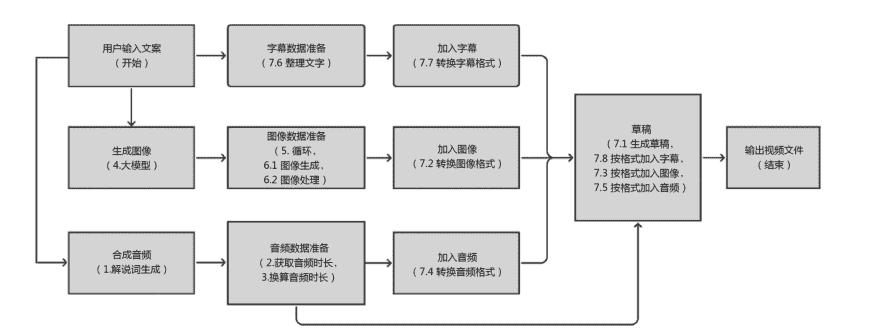 用户输入文案
（开始）
字幕数据准备
（7.6 整理文字）
加入字幕
（7.7 转换字幕格式）
生成图像
（4.大模型）
图像数据准备
（5. 循环、
6.1 图像生成、
6.2 图像处理）
加入图像
（7.2 转换图像格式）
草稿
（7.1 生成草稿、
7.8 按格式加入字幕、
7.3 按格式加入图像、
7.5 按格式加入音频）
输出视频文件
（结束）
合成音频
（1.解说词生成）
音频数据准备
（2.获取音频时长、
3.换算音频时长）
加入音频
（7.4 转换音频格式）